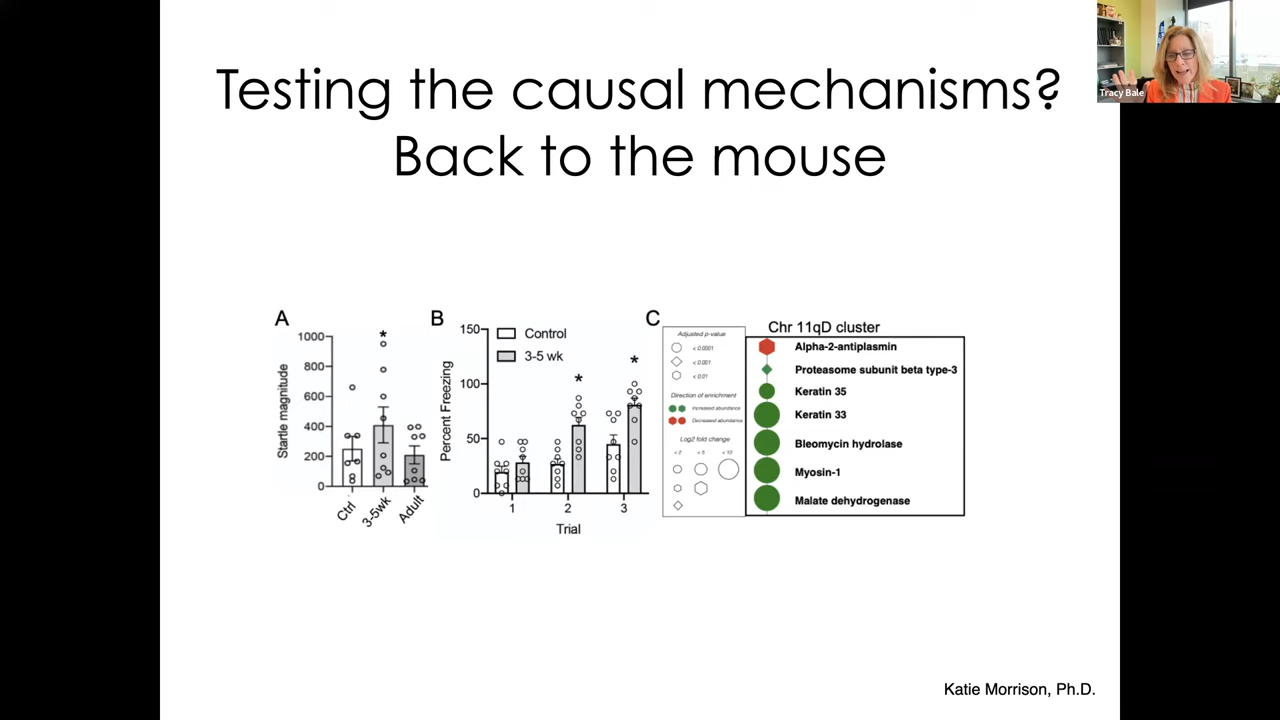 Testing the causal mechanisms?
Back to the mouse
Tracy Bale
A
1000
800
600
400
200
0
Startle magnitude
*
Ctrl
3-5wk
Adult
B
150
100
50
0
Percent Freezing
Control
3-5 wk
*
*
1 2 3
Trial
C
Chr 11qD cluster
Adjusted p-value
< 0.0001
< 0.001
< 0.01
Direction of enrichment
Increased abundance
Decreased abundance
Log2 fold change
< 2 < 5 < 10
Alpha-2-antiplasmin
Proteasome subunit beta type-3
Keratin 35
Keratin 33
Bleomycin hydrolase
Myosin-1
Malate dehydrogenase
Katie Morrison, Ph.D.